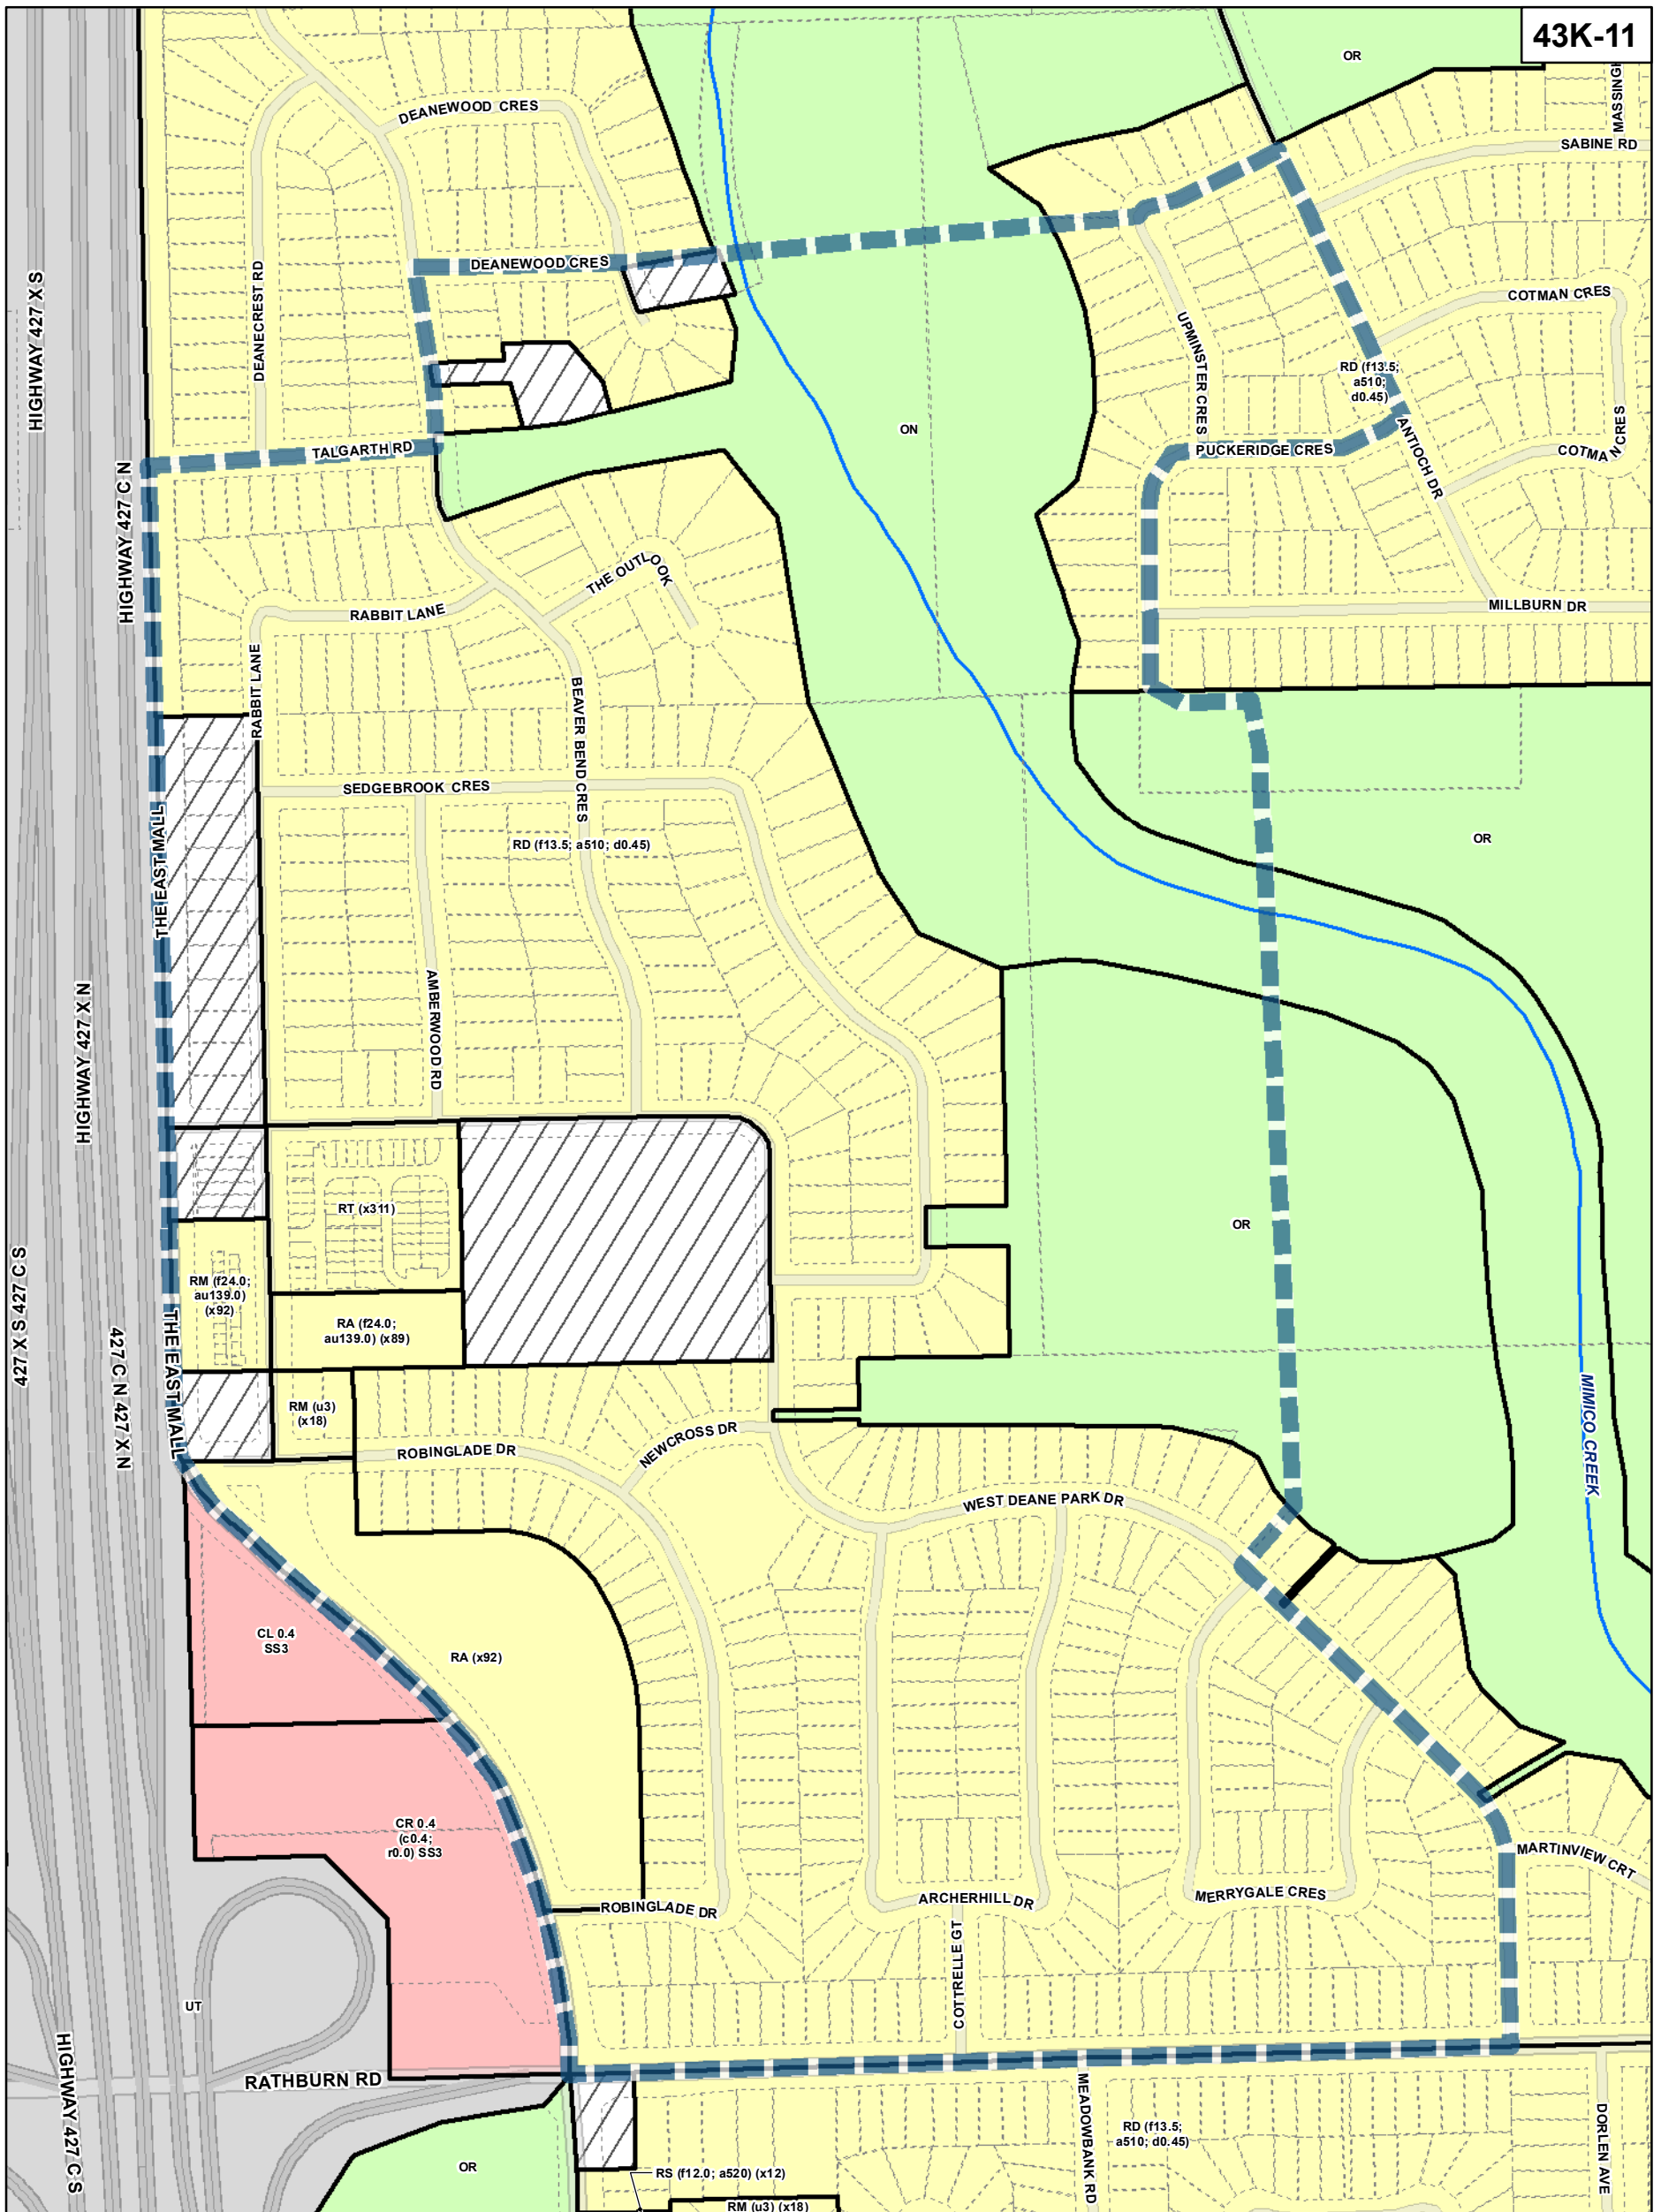 43K-11
OR
MASSINGH
DEANEWOOD CRES
SABINE RD
DEANEWOOD CRES
DEANECREST RD
HIGHWAY 427 X S
COTMAN CRES
UPMINSTER CRES
RD (f13.5;
a510;
d0.45)
ON
TALGARTH RD
PUCKERIDGE CRES
ANTIOCH DR
COTMAN CRES
HIGHWAY 427 C N
THE OUTLOOK
RABBIT LANE
MILLBURN DR
RABBIT LANE
BEAVER BEND CRES
SEDGEBROOK CRES
THE EAST MALL
RD (f13.5; a510; d0.45)
OR
AMBERWOOD RD
HIGHWAY 427 X N
RT (x311)
OR
RM (f24.0;
au139.0)
(x92)
RA (f24.0;
au139.0) (x89)
427 X S 427 C S
427 C N 427 X N
THE EAST MALL
RM (u3)
(x18)
MIMICO CREEK
ROBINGLADE DR
NEWCROSS DR
WEST DEANE PARK DR
CL 0.4
SS3
RA (x92)
CR 0.4
(c0.4;
r0.0) SS3
MARTINVIEW CRT
ROBINGLADE DR
ARCHERHILL DR
MERRYGALE CRES
COTTRELLE GT
UT
HIGHWAY 427 C S
RATHBURN RD
MEADOWBANK RD
RD (f13.5;
a510; d0.45)
DORLEN AVE
OR
RS (f12.0; a520) (x12)
RM (u3) (x18)